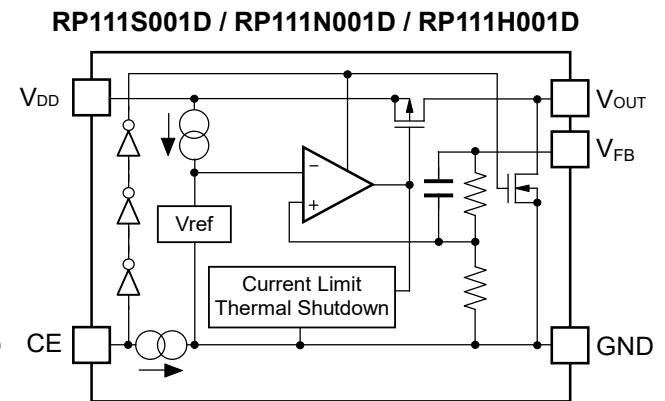 RP111S001D / RP111N001D / RP111H001D
VDD
VOUT
VFB
−
+
Vref
Current Limit
Thermal Shutdown
CE
GND